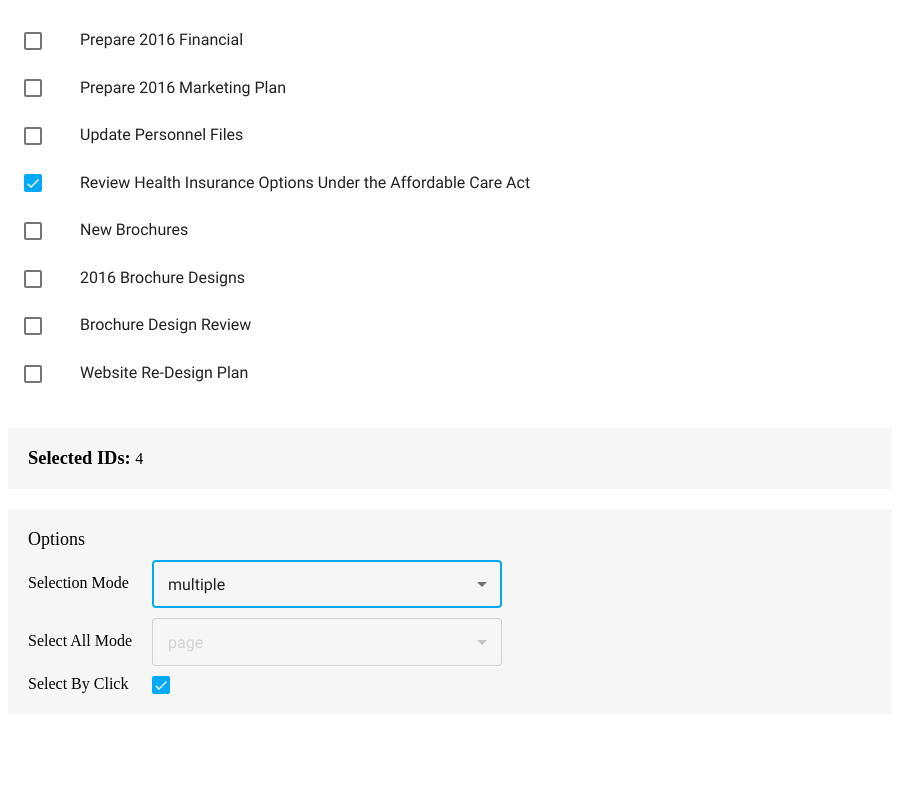 Prepare 2016 Financial
Prepare 2016 Marketing Plan
Update Personnel Files
Review Health Insurance Options Under the Affordable Care Act
New Brochures
2016 Brochure Designs
Brochure Design Review
Website Re-Design Plan
Selected IDs: 4
Options
Selection Mode multiple
Select All Mode page
Select By Click